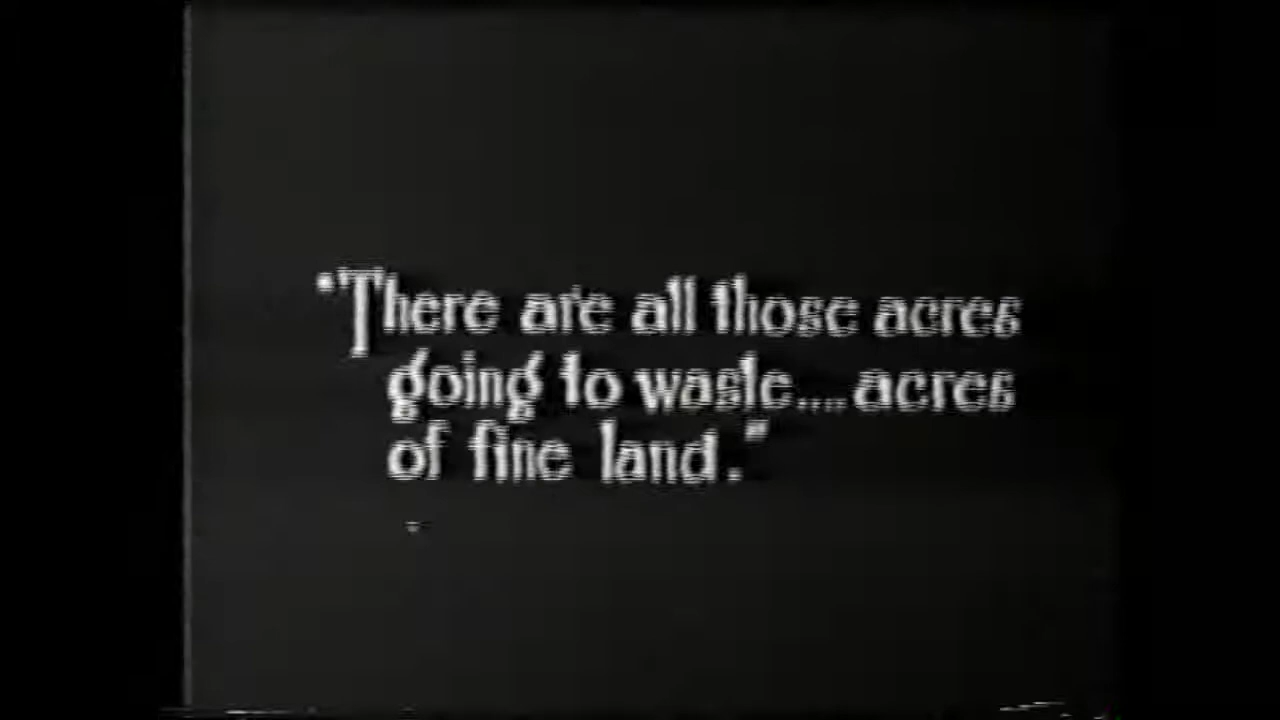 "There are all those acres
going to waste.... acres
of fine land."